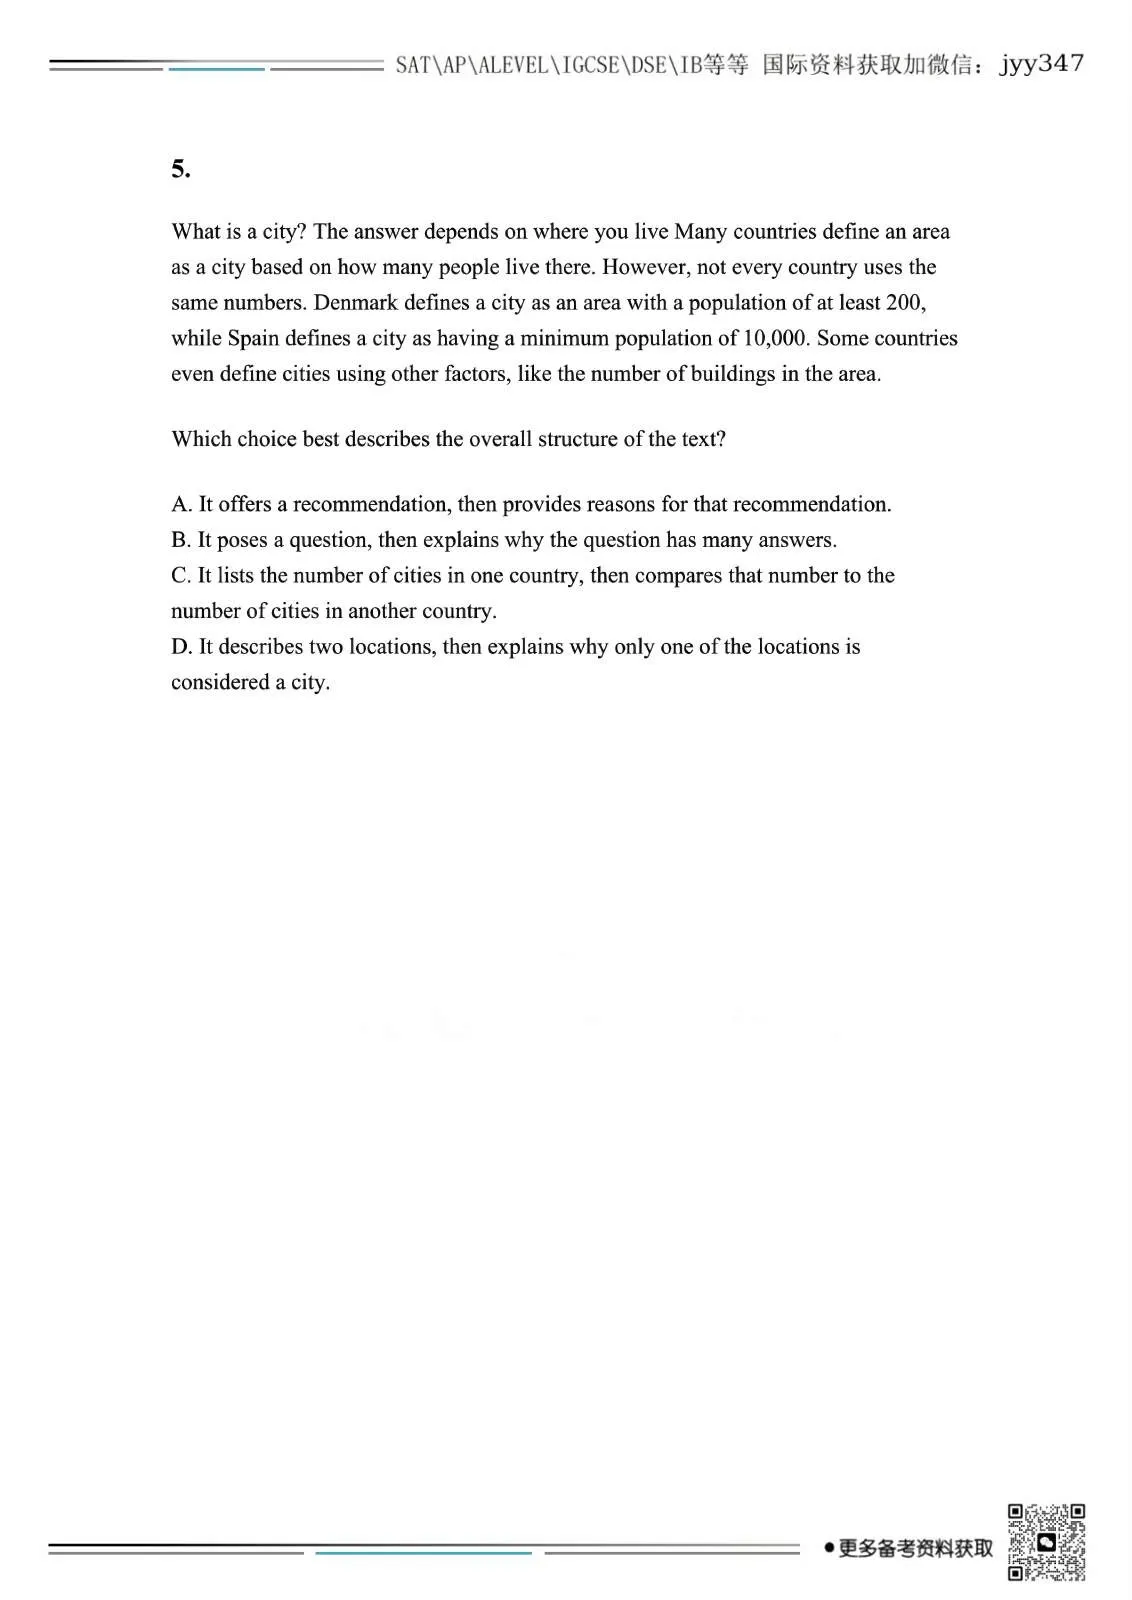 SAT\AP\ALEVEL\IGCSE\DSE\IB等等 国际资料获取加微信：jyy347
5.
What is a city? The answer depends on where you live Many countries define an area
as a city based on how many people live there. However, not every country uses the
same numbers. Denmark defines a city as an area with a population of at least 200,
while Spain defines a city as having a minimum population of 10,000. Some countries
even define cities using other factors, like the number of buildings in the area.
Which choice best describes the overall structure of the text?
A. It offers a recommendation, then provides reasons for that recommendation.
B. It poses a question, then explains why the question has many answers.
C. It lists the number of cities in one country, then compares that number to the
number of cities in another country.
D. It describes two locations, then explains why only one of the locations is
considered a city.
●更多备考资料获取